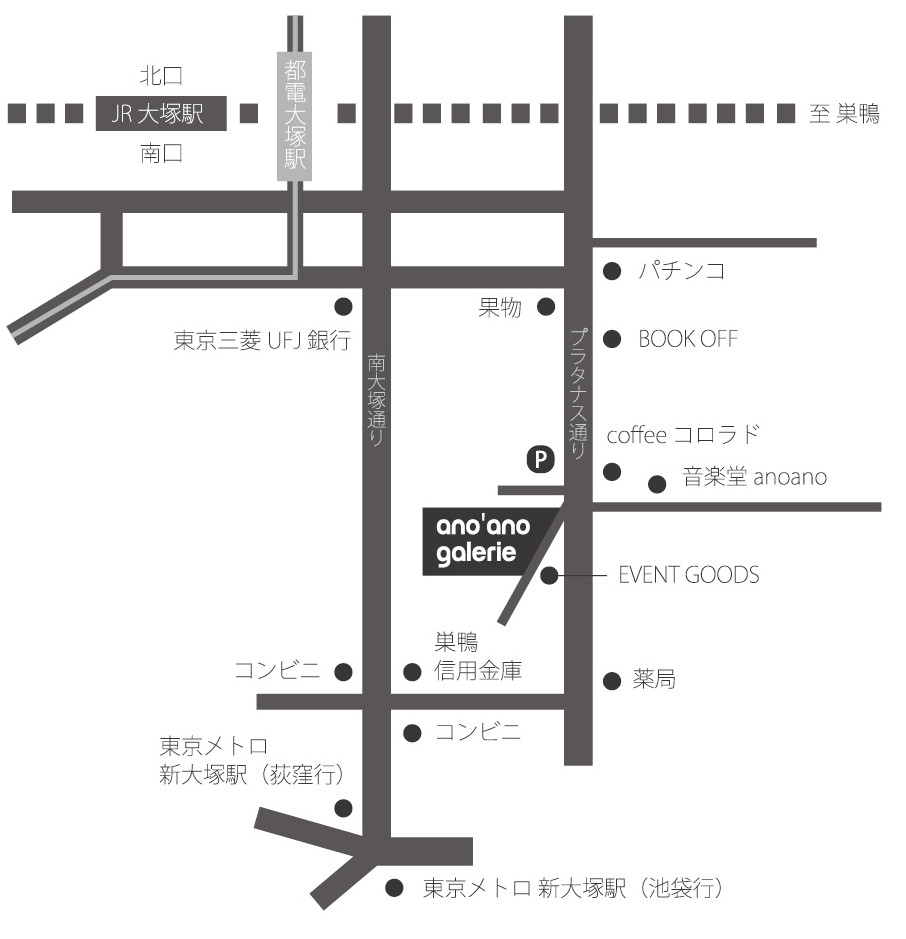 北口
都電大塚駅
JR 大塚駅
至 巣鴨
南口
パチンコ
果物
東京三菱 UFJ 銀行
BOOK OFF
南大塚通り
プラタナス通り
coffee コロラド
P
音楽堂 anoano
ano'ano
galerie
EVENT GOODS
巣鴨
信用金庫
コンビニ
薬局
コンビニ
東京メトロ
新大塚駅（荻窪行）
東京メトロ 新大塚駅（池袋行）